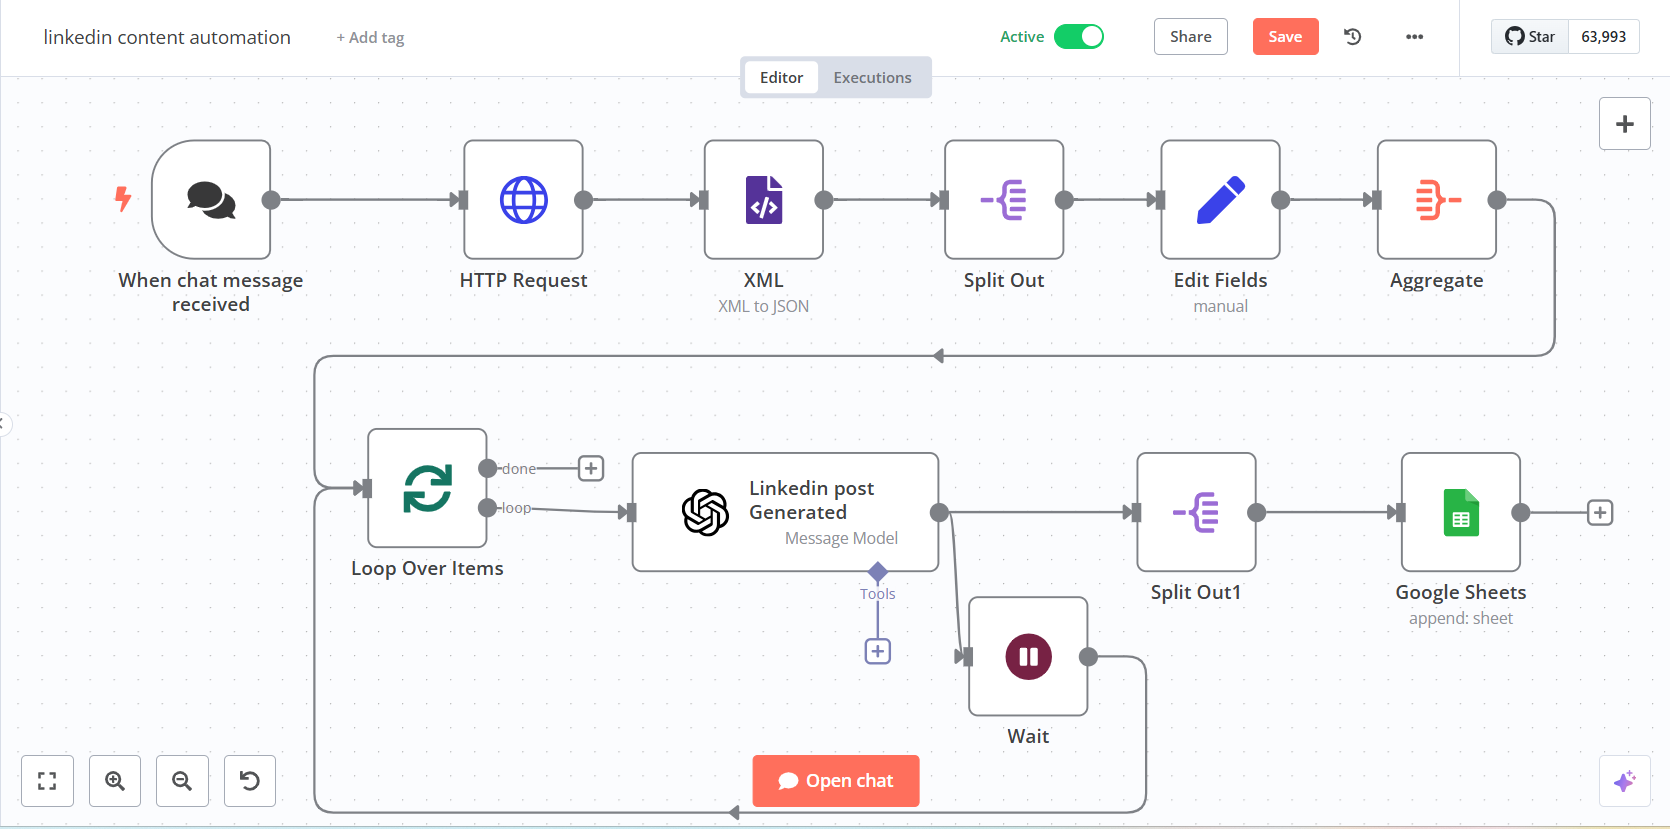 linkedin content automation
+ Add tag
Active
Share
Save
Star
63,993
Editor
Executions
When chat message
received
HTTP Request
XML
XML to JSON
Split Out
Edit Fields
manual
Aggregate
done
loop
Loop Over Items
Linkedin post
Generated
Message Model
Tools
Split Out1
Google Sheets
append: sheet
Wait
Open chat